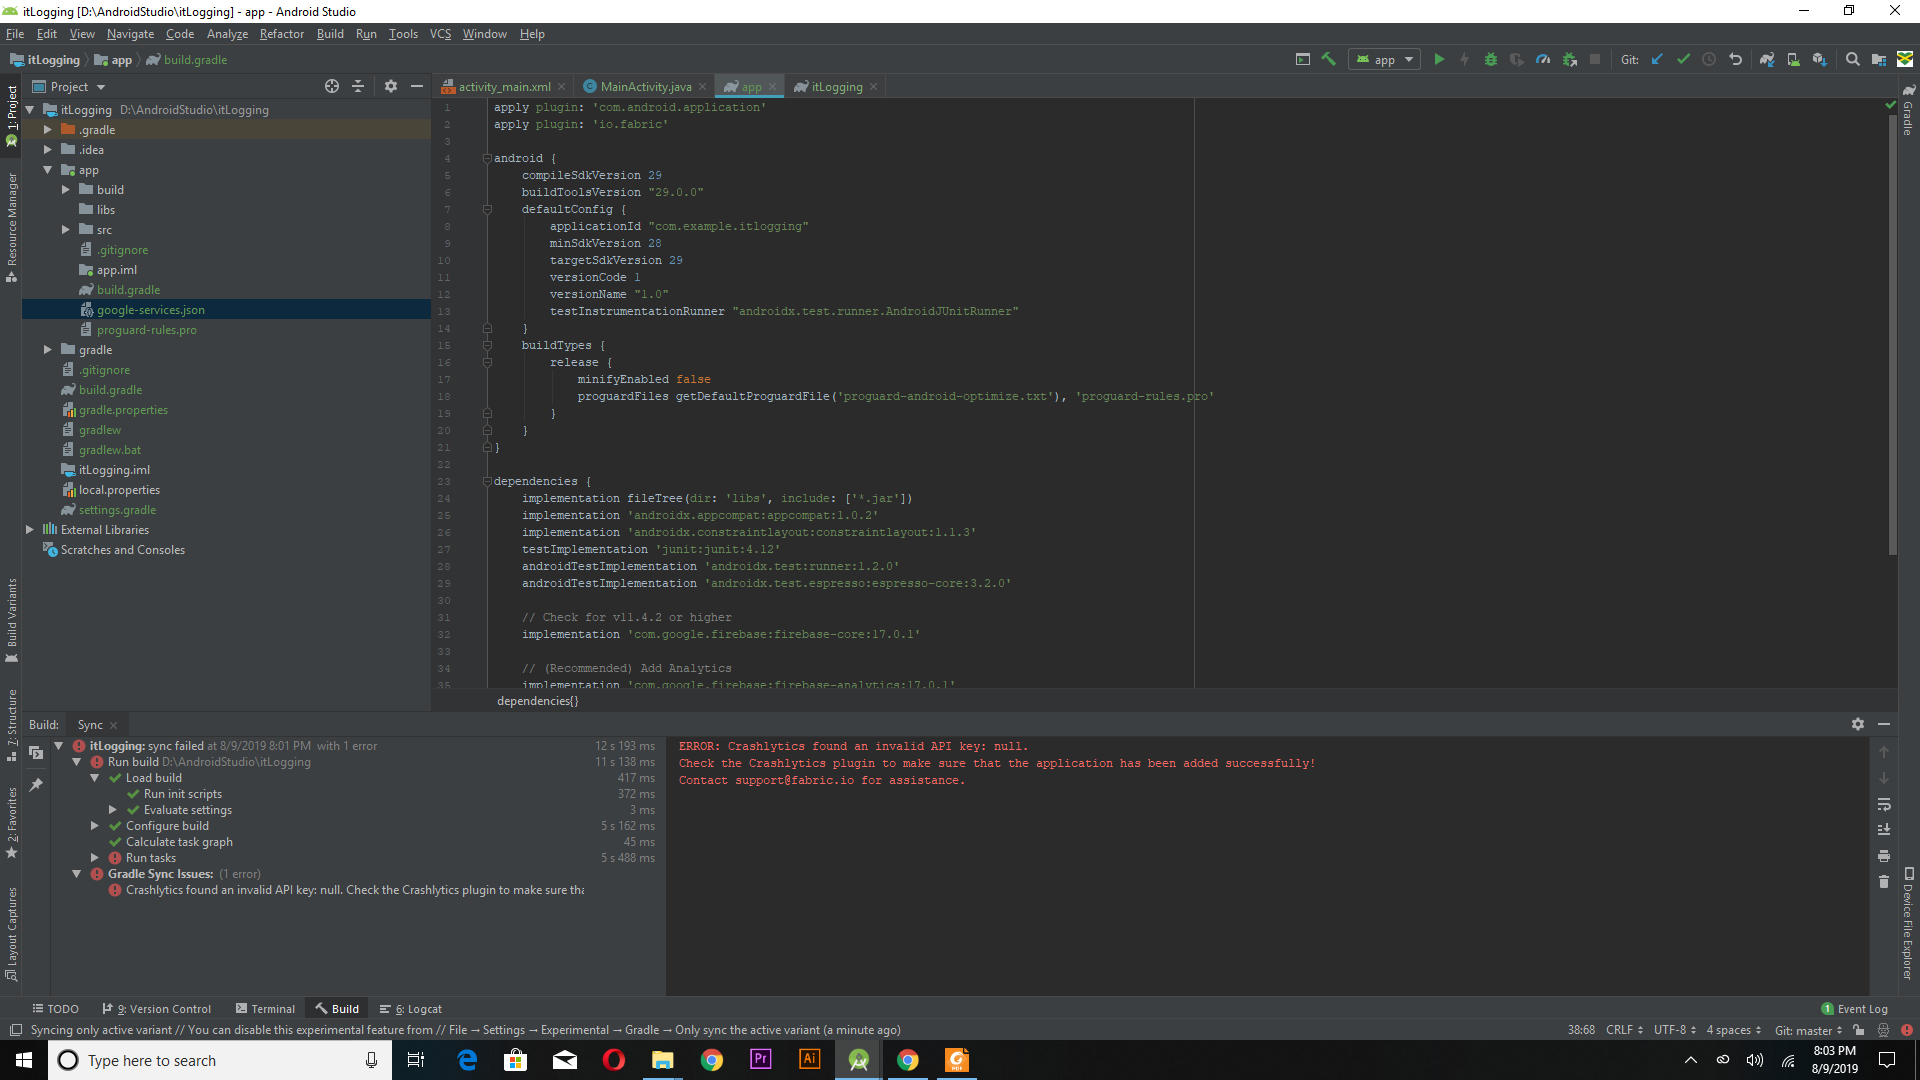 itLogging [D:\AndroidStudio\itLogging] - app - Android Studio
File Edit View Navigate Code Analyze Refactor Build Run Tools VCS Window Help
itLogging app build.gradle
app Git:
Project
activity_main.xml MainActivity.java app itLogging
1: Project
Resource Manager
Build Variants
7: Structure
2: Favorites
Layout Captures
itLogging D:\AndroidStudio\itLogging
.gradle
.idea
app
build
libs
src
.gitignore
app.iml
build.gradle
google-services.json
proguard-rules.pro
gradle
.gitignore
build.gradle
gradle.properties
gradlew
gradlew.bat
itLogging.iml
local.properties
settings.gradle
External Libraries
Scratches and Consoles
1 apply plugin: 'com.android.application'
2 apply plugin: 'io.fabric'
3
4 android {
5 compileSdkVersion 29
6 buildToolsVersion "29.0.0"
7 defaultConfig {
8 applicationId "com.example.itlogging"
9 minSdkVersion 28
10 targetSdkVersion 29
11 versionCode 1
12 versionName "1.0"
13 testInstrumentationRunner "androidx.test.runner.AndroidJUnitRunner"
14 }
15 buildTypes {
16 release {
17 minifyEnabled false
18 proguardFiles getDefaultProguardFile('proguard-android-optimize.txt'), 'proguard-rules.pro'
19 }
20 }
21 }
22
23 dependencies {
24 implementation fileTree(dir: 'libs', include: ['*.jar'])
25 implementation 'androidx.appcompat:appcompat:1.0.2'
26 implementation 'androidx.constraintlayout:constraintlayout:1.1.3'
27 testImplementation 'junit:junit:4.12'
28 androidTestImplementation 'androidx.test:runner:1.2.0'
29 androidTestImplementation 'androidx.test.espresso:espresso-core:3.2.0'
30
31 // Check for v11.4.2 or higher
32 implementation 'com.google.firebase:firebase-core:17.0.1'
33
34 // (Recommended) Add Analytics
35 implementation 'com.google.firebase:firebase-analytics:17.0.1'
dependencies{}
Gradle
Device File Explorer
Build: Sync
itLogging: sync failed at 8/9/2019 8:01 PM with 1 error 12 s 193 ms
Run build D:\AndroidStudio\itLogging 11 s 138 ms
Load build 417 ms
Run init scripts 372 ms
Evaluate settings 3 ms
Configure build 5 s 162 ms
Calculate task graph 45 ms
Run tasks 5 s 488 ms
Gradle Sync Issues: (1 error)
Crashlytics found an invalid API key: null. Check the Crashlytics plugin to make sure tha
ERROR: Crashlytics found an invalid API key: null.
Check the Crashlytics plugin to make sure that the application has been added successfully!
Contact support@fabric.io for assistance.
TODO 9: Version Control Terminal Build 6: Logcat 1 Event Log
Syncing only active variant // You can disable this experimental feature from // File → Settings → Experimental → Gradle → Only sync the active variant (a minute ago) 38:68 CRLF UTF-8 4 spaces Git: master
Type here to search
Pr
Ai
PDF
8:03 PM
8/9/2019